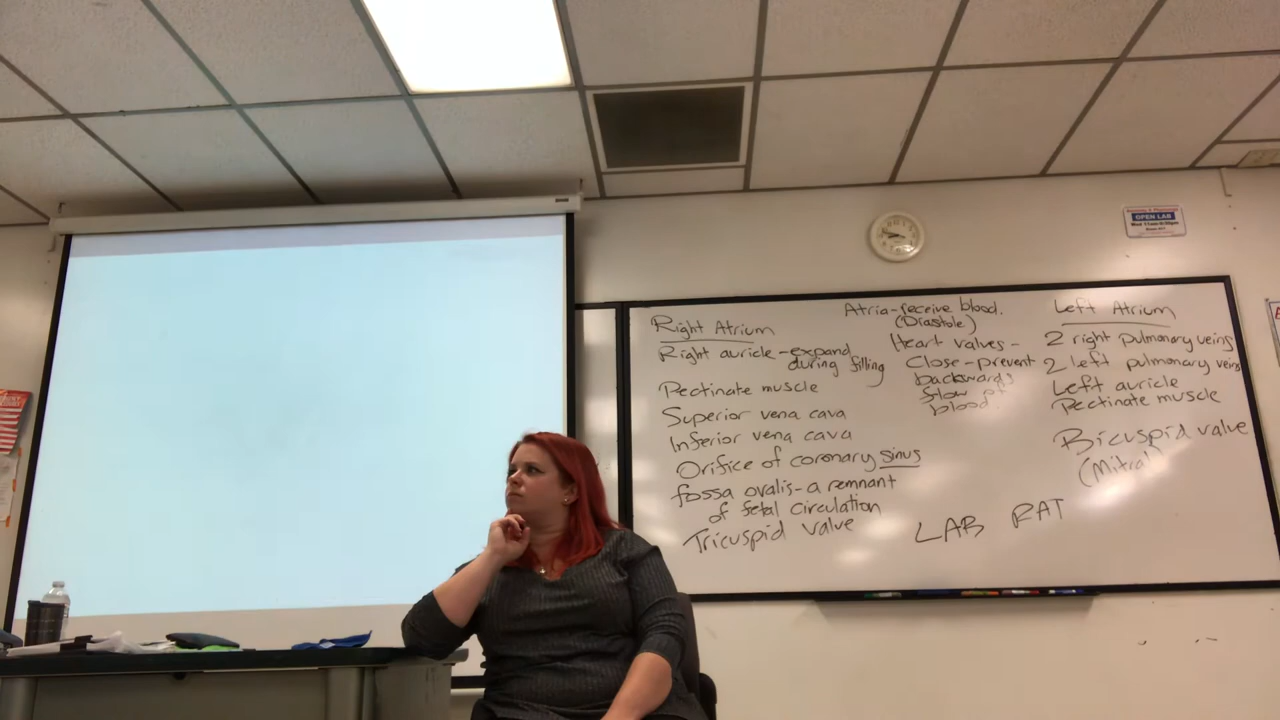 Right Atrium
Right auricle - expand
during filling
Pectinate muscle
Superior vena cava
Inferior vena cava
Orifice of coronary sinus
fossa ovalis - a remnant
of fetal circulation
Tricuspid valve
Atria - receive blood.
(Diastole)
Heart valves -
Close - prevent
backwards
flow of
blood.
LAB RAT
Left Atrium
2 right pulmonary veins
2 left pulmonary veins
Left auricle
Pectinate muscle
Bicuspid valve
(Mitral)
OPEN LAB